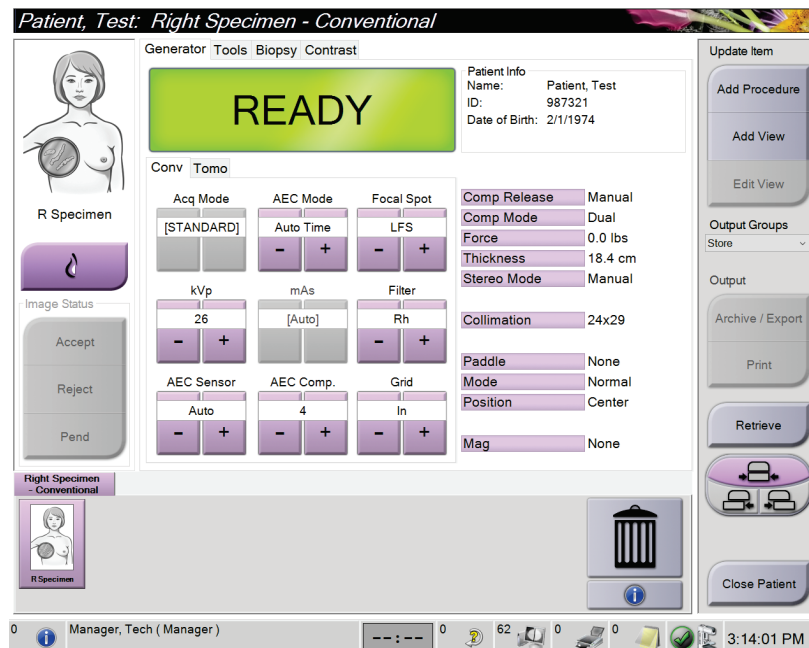 Patient, Test: Right Specimen - Conventional
Generator Tools Biopsy Contrast
READY
Patient Info
Name: Patient, Test
ID: 987321
Date of Birth: 2/1/1974
R Specimen
Image Status
Accept
Reject
Pend
Conv Tomo
Acq Mode AEC Mode Focal Spot
[STANDARD] Auto Time LFS
- + - +
kVp mAs Filter
26 [Auto] Rh
- + - +
AEC Sensor AEC Comp. Grid
Auto 4 In
- + - + - +
Comp Release Manual
Comp Mode Dual
Force 0.0 lbs
Thickness 18.4 cm
Stereo Mode Manual
Collimation 24x29
Paddle None
Mode Normal
Position Center
Mag None
Update Item
Add Procedure
Add View
Edit View
Output Groups
Store
Output
Archive / Export
Print
Retrieve
Close Patient
Right Specimen
- Conventional
R Specimen
0 Manager, Tech ( Manager ) --:-- 0 62 0 0 3:14:01 PM